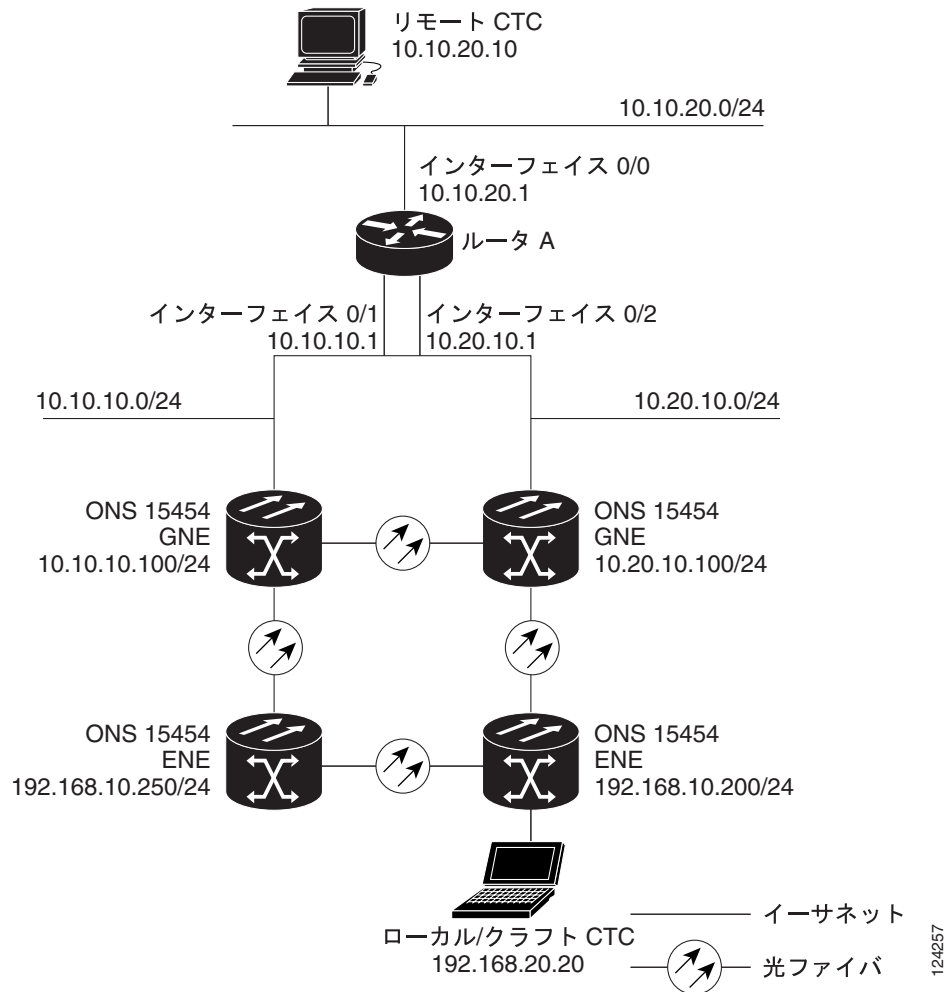 リモート CTC
10.10.20.10
10.10.20.0/24
インターフェイス 0/0
10.10.20.1
ルータ A
インターフェイス 0/1
10.10.10.1
インターフェイス 0/2
10.20.10.1
10.10.10.0/24
10.20.10.0/24
ONS 15454
GNE
10.10.10.100/24
ONS 15454
GNE
10.20.10.100/24
ONS 15454
ENE
192.168.10.250/24
ONS 15454
ENE
192.168.10.200/24
ローカル/クラフト CTC
192.168.20.20
イーサネット
光ファイバ
124257